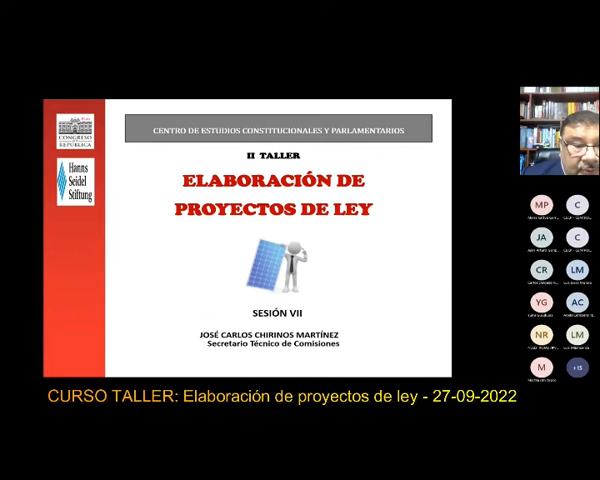 CONGRESO
REPÚBLICA
Hanns
Seidel
Stiftung
CENTRO DE ESTUDIOS CONSTITUCIONALES Y PARLAMENTARIOS
II TALLER
ELABORACIÓN DE
PROYECTOS DE LEY
SESIÓN VII
JOSÉ CARLOS CHIRINOS MARTÍNEZ
Secretario Técnico de Comisiones
MP
C
JA
C
CR
LM
YG
AC
NR
LM
M
+15
CURSO TALLER: Elaboración de proyectos de ley - 27-09-2022